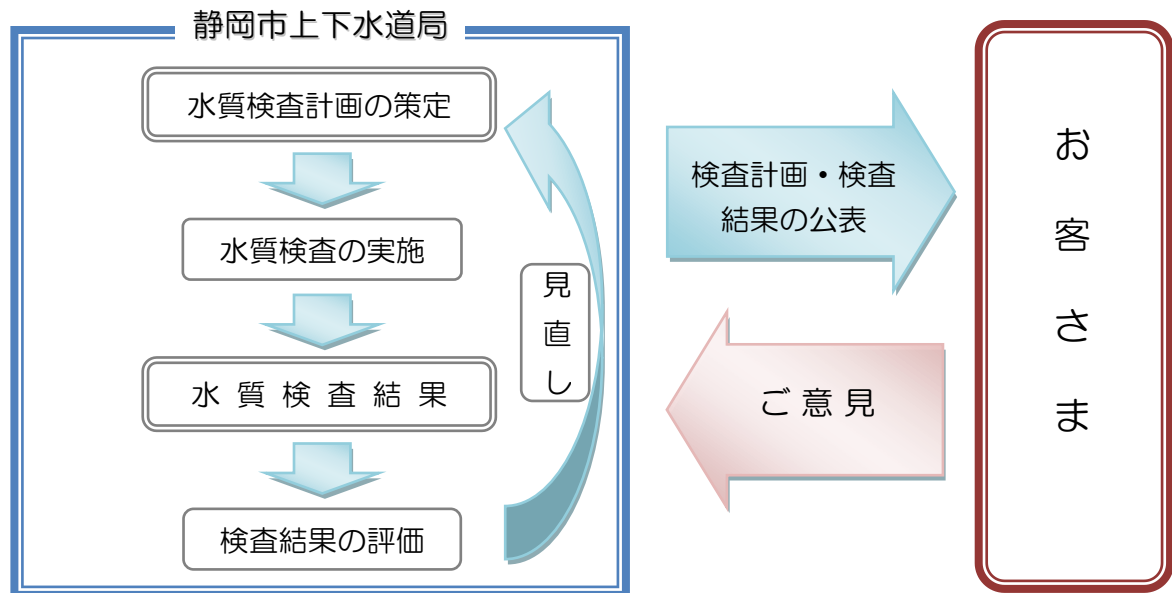 静岡市上下水道局
水質検査計画の策定
水質検査の実施
水質検査結果
検査結果の評価
見直し
検査計画・検査
結果の公表
ご意見
お客さま